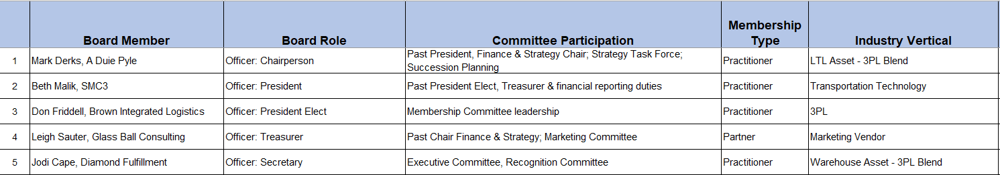 Board Member Board Role Committee Participation Membership Type Industry Vertical
1 Mark Derks, A Duie Pyle Officer: Chairperson Past President, Finance & Strategy Chair; Strategy Task Force; Succession Planning Practitioner LTL Asset - 3PL Blend
2 Beth Malik, SMC3 Officer: President Past President Elect, Treasurer & financial reporting duties Practitioner Transportation Technology
3 Don Friddell, Brown Integrated Logistics Officer: President Elect Membership Committee leadership Practitioner 3PL
4 Leigh Sauter, Glass Ball Consulting Officer: Treasurer Past Chair Finance & Strategy; Marketing Committee Partner Marketing Vendor
5 Jodi Cape, Diamond Fulfillment Officer: Secretary Executive Committee, Recognition Committee Practitioner Warehouse Asset - 3PL Blend